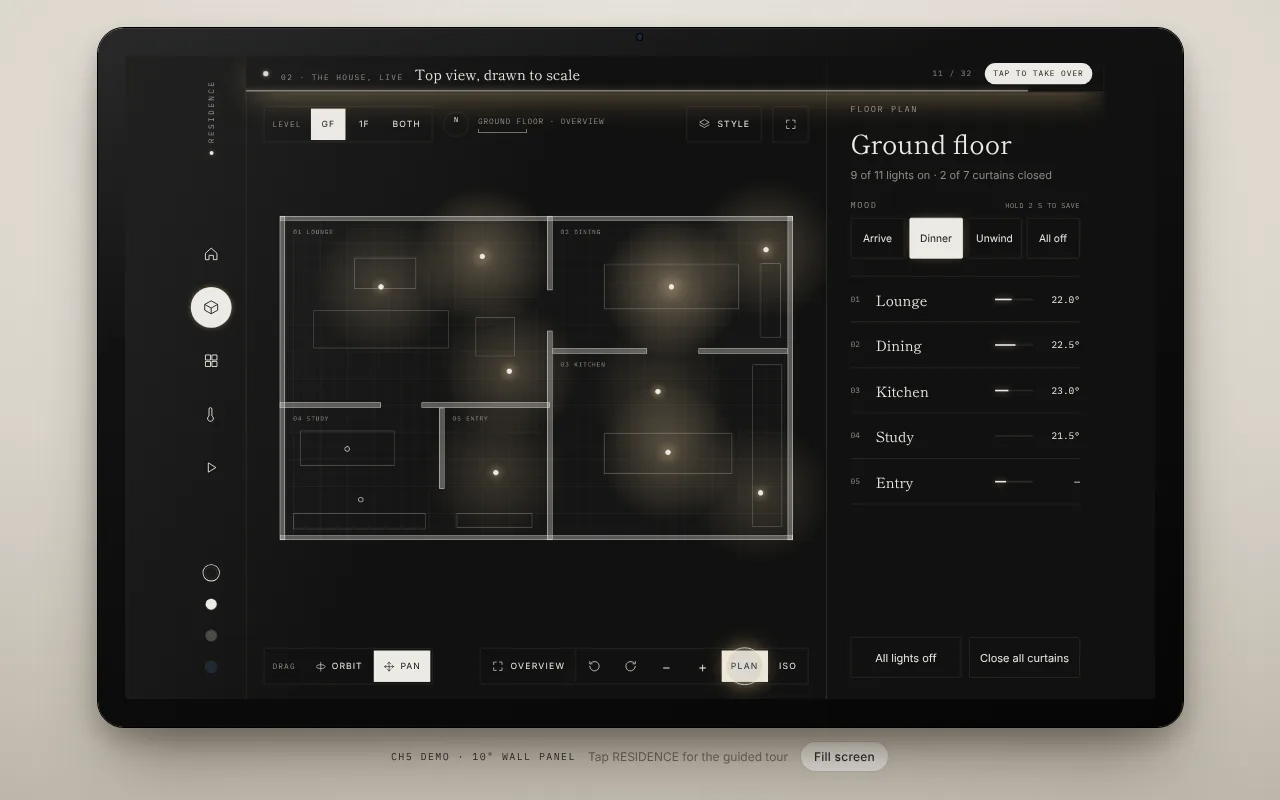 RESIDENCE
02 · THE HOUSE, LIVE Top view, drawn to scale
11 / 32 TAP TO TAKE OVER
LEVEL GF 1F BOTH
N GROUND FLOOR · OVERVIEW
STYLE
01 LOUNGE
02 DINING
03 KITCHEN
04 STUDY
05 ENTRY
DRAG ORBIT PAN
OVERVIEW − + PLAN ISO
FLOOR PLAN
Ground floor
9 of 11 lights on · 2 of 7 curtains closed
MOOD HOLD 2 S TO SAVE
Arrive Dinner Unwind All off
01 Lounge 22.0°
02 Dining 22.5°
03 Kitchen 23.0°
04 Study 21.5°
05 Entry –
All lights off Close all curtains
CH5 DEMO · 10" WALL PANEL Tap RESIDENCE for the guided tour Fill screen